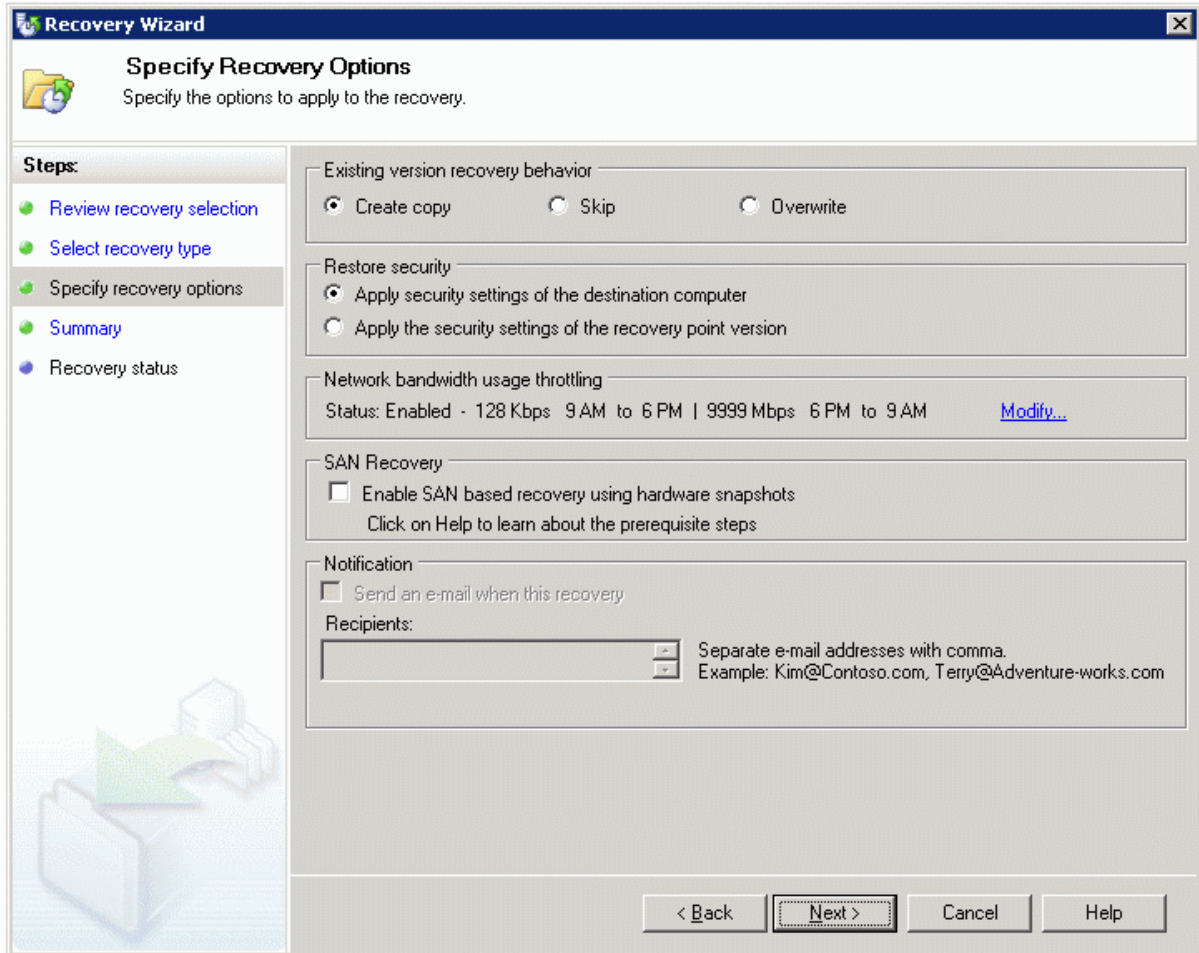 Recovery Wizard
Specify Recovery Options
Specify the options to apply to the recovery.
Steps:
Review recovery selection
Select recovery type
Specify recovery options
Summary
Recovery status
Existing version recovery behavior
Create copy Skip Overwrite
Restore security
Apply security settings of the destination computer
Apply the security settings of the recovery point version
Network bandwidth usage throttling
Status: Enabled - 128 Kbps 9 AM to 6 PM | 9999 Mbps 6 PM to 9 AM Modify...
SAN Recovery
Enable SAN based recovery using hardware snapshots
Click on Help to learn about the prerequisite steps
Notification
Send an e-mail when this recovery
Recipients:
Separate e-mail addresses with comma.
Example: Kim@Contoso.com, Terry@Adventure-works.com
< Back Next > Cancel Help